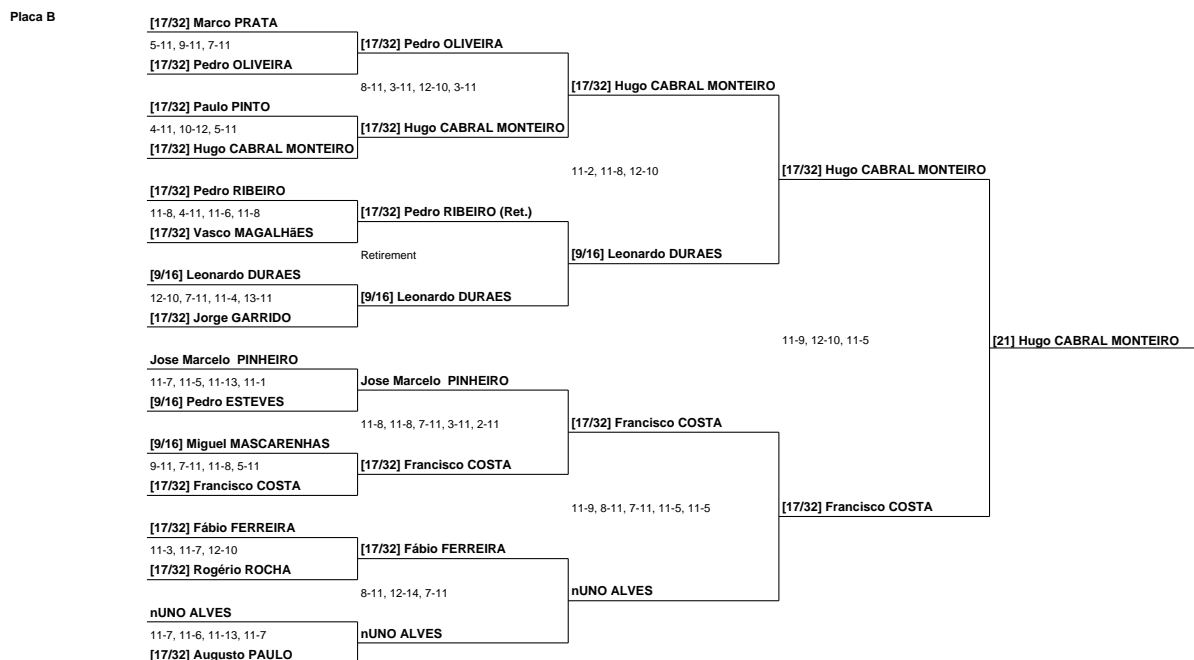 Placa B
[17/32] Marco PRATA
5-11, 9-11, 7-11
[17/32] Pedro OLIVEIRA
[17/32] Pedro OLIVEIRA
8-11, 3-11, 12-10, 3-11
[17/32] Hugo CABRAL MONTEIRO
[17/32] Paulo PINTO
4-11, 10-12, 5-11
[17/32] Hugo CABRAL MONTEIRO
[17/32] Hugo CABRAL MONTEIRO
11-2, 11-8, 12-10
[17/32] Hugo CABRAL MONTEIRO
[17/32] Pedro RIBEIRO
11-8, 4-11, 11-6, 11-8
[17/32] Vasco MAGALHãES
[17/32] Pedro RIBEIRO (Ret.)
Retirement
[9/16] Leonardo DURAES
[9/16] Leonardo DURAES
12-10, 7-11, 11-4, 13-11
[17/32] Jorge GARRIDO
[9/16] Leonardo DURAES
11-9, 12-10, 11-5
[21] Hugo CABRAL MONTEIRO
Jose Marcelo  PINHEIRO
11-7, 11-5, 11-13, 11-1
[9/16] Pedro ESTEVES
Jose Marcelo  PINHEIRO
11-8, 11-8, 7-11, 3-11, 2-11
[17/32] Francisco COSTA
[9/16] Miguel MASCARENHAS
9-11, 7-11, 11-8, 5-11
[17/32] Francisco COSTA
[17/32] Francisco COSTA
11-9, 8-11, 7-11, 11-5, 11-5
[17/32] Francisco COSTA
[17/32] Fábio FERREIRA
11-3, 11-7, 12-10
[17/32] Rogério ROCHA
[17/32] Fábio FERREIRA
8-11, 12-14, 7-11
nUNO ALVES
nUNO ALVES
11-7, 11-6, 11-13, 11-7
[17/32] Augusto PAULO
nUNO ALVES